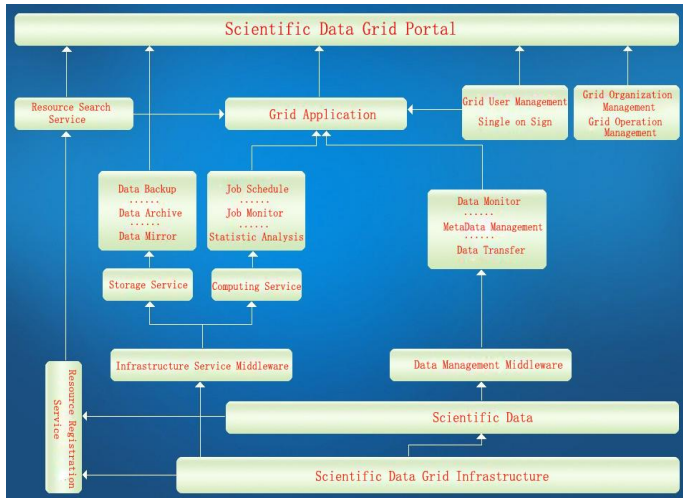 Scientific Data Grid Portal
Resource Search
Service
Grid Application
Grid User Management
Single on Sign
Grid Organization
Management
Grid Operation
Management
Data Backup
......
Data Archive
......
Data Mirror
Job Schedule
......
Job Monitor
......
Statistic Analysis
Data Monitor
......
MetaData Management
......
Data Transfer
Storage Service
Computing Service
Infrastructure Service Middleware
Data Management Middleware
Resource Registration
Service
Scientific Data
Scientific Data Grid Infrastructure